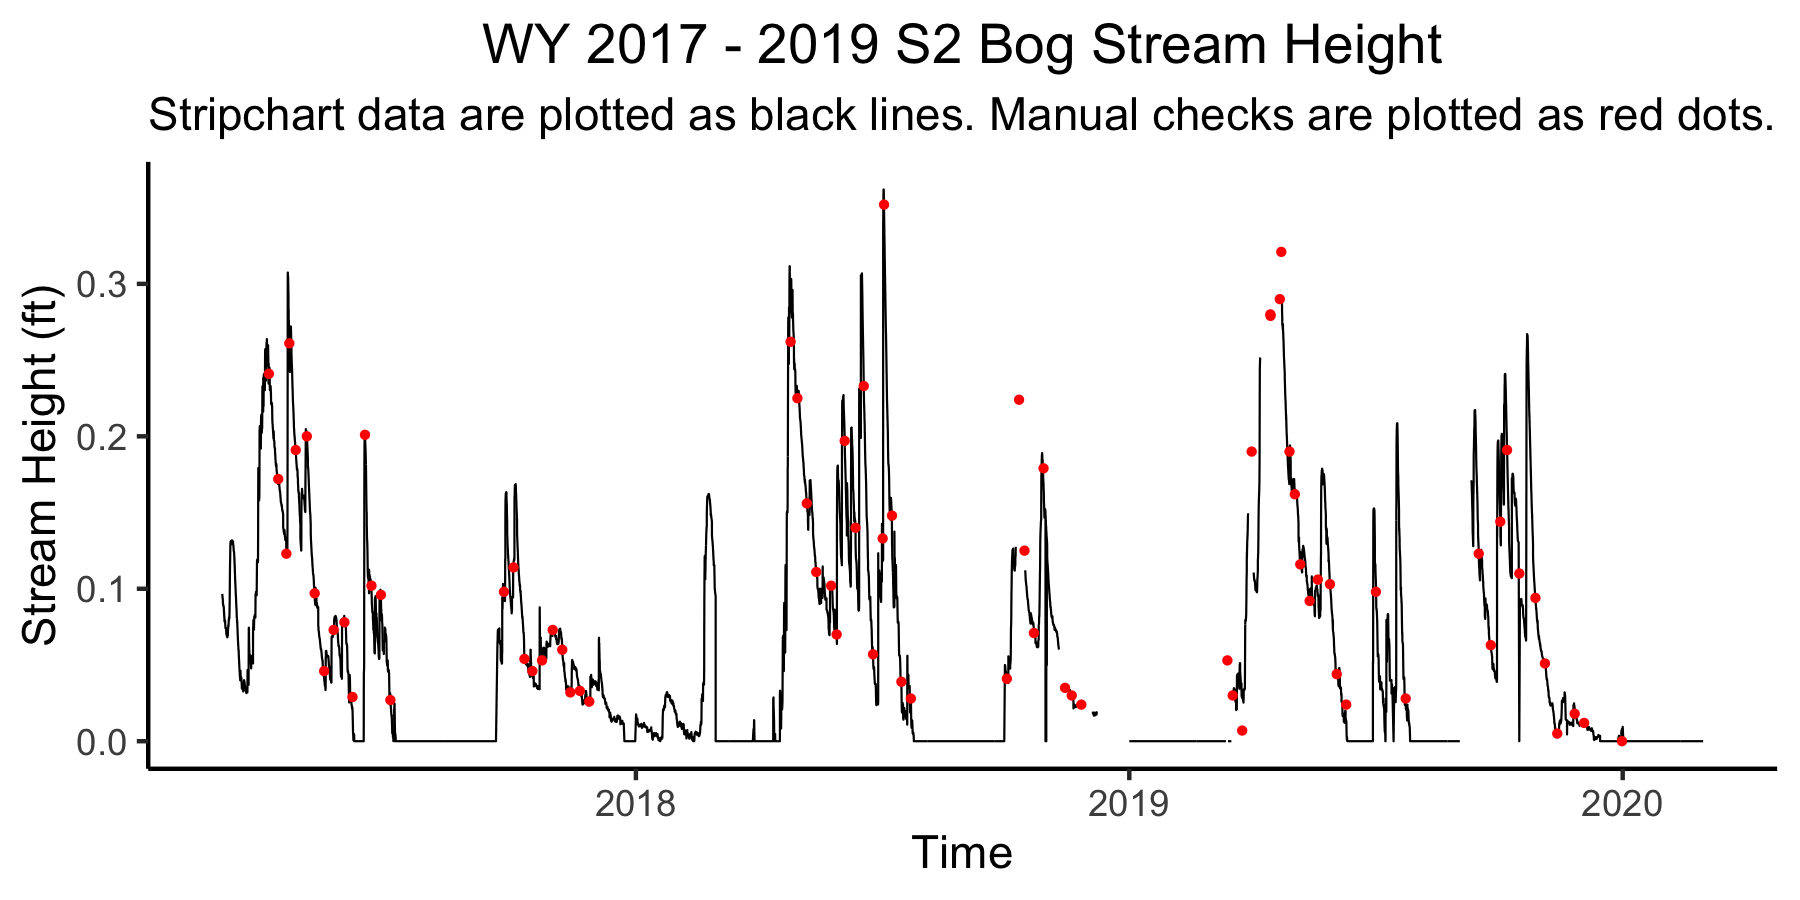 WY 2017 - 2019 S2 Bog Stream Height
Stripchart data are plotted as black lines. Manual checks are plotted as red dots.
Stream Height (ft)
0.3
0.2
0.1
0.0
2018
2019
2020
Time